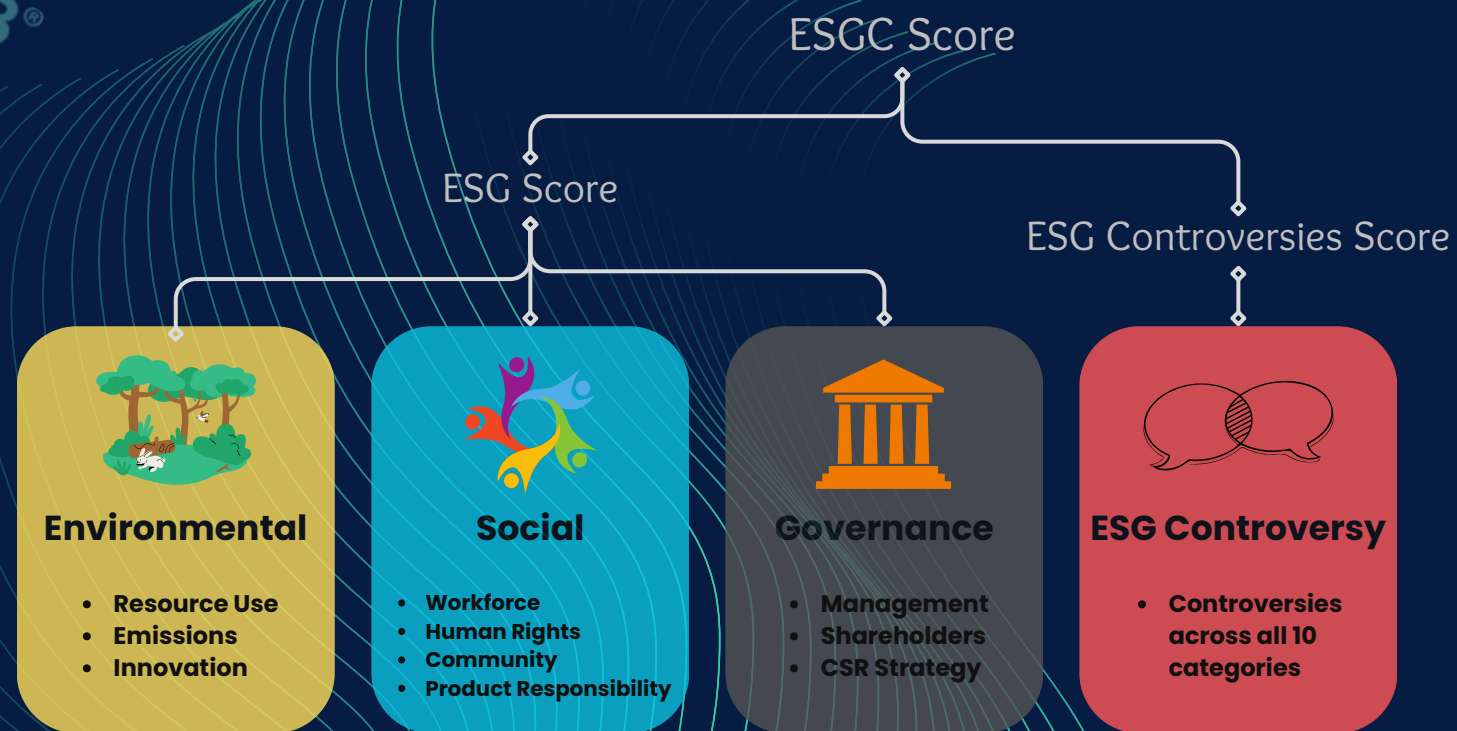 ®
ESGC Score
ESG Score
ESG Controversies Score
Environmental
• Resource Use
• Emissions
• Innovation
Social
• Workforce
• Human Rights
• Community
• Product Responsibility
Governance
• Management
• Shareholders
• CSR Strategy
ESG Controversy
• Controversies
across all 10
categories